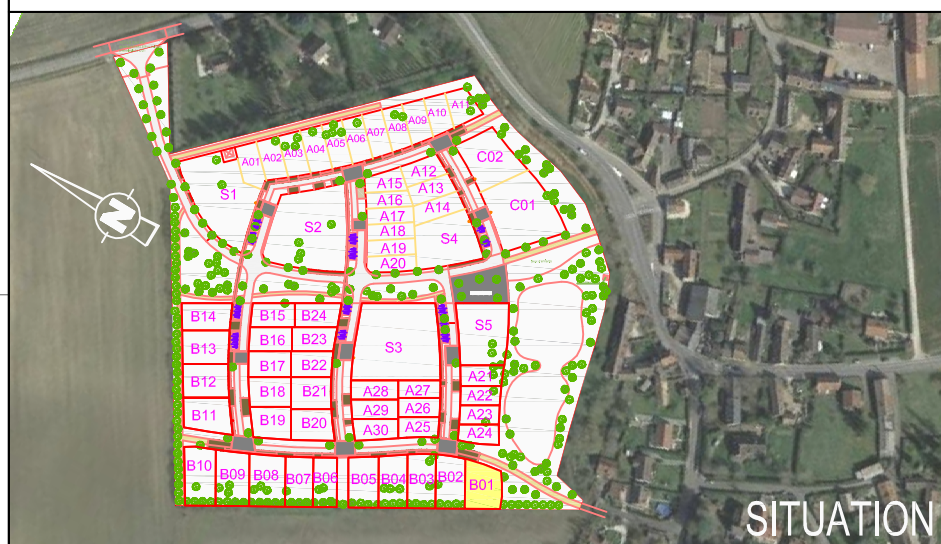 A11
A10
A09
A08
A07
A06
A05
A04
A03
A02
A01
C02
S1
A12
A15
A13
A16
A14
C01
A17
S2
A18
S4
A19
A20
B14
B15
B24
B13
B16
B23
S5
S3
B17
B22
B12
A21
B18
B21
A28
A27
A22
B11
B19
B20
A29
A26
A23
A30
A25
A24
B10
B09
B08
B07
B06
B05
B04
B03
B02
B01
N
SITUATION